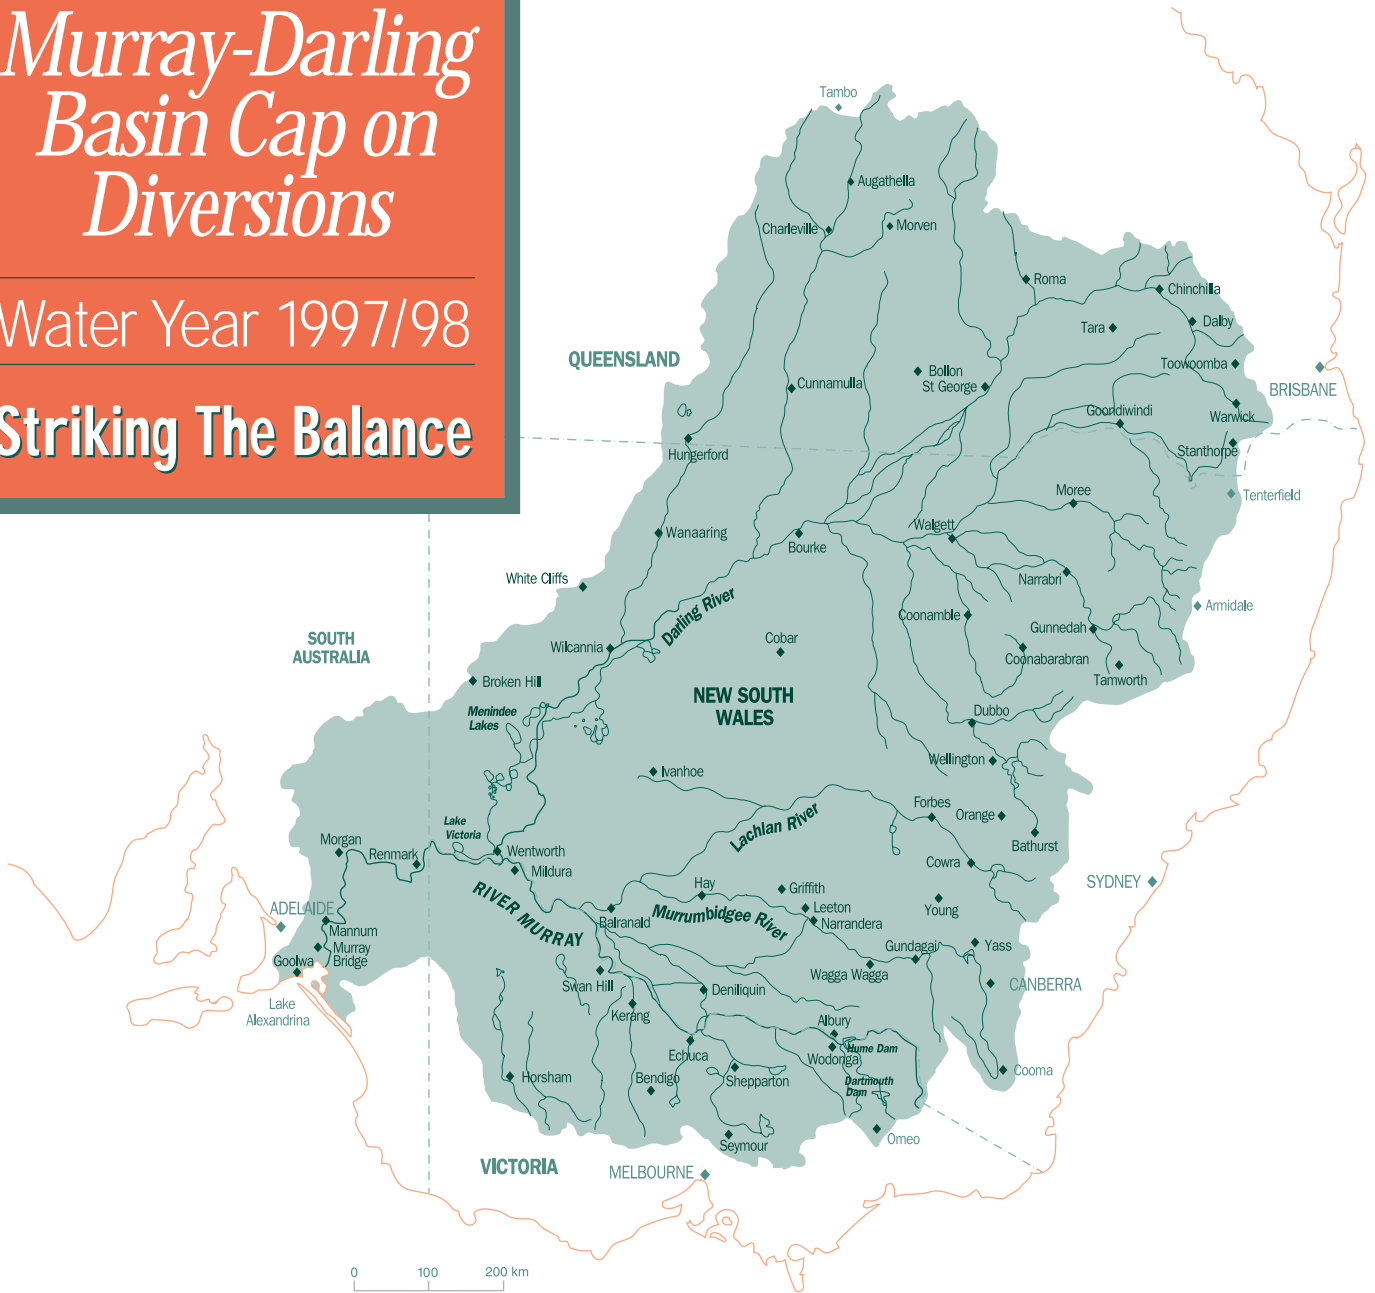 Murray-Darling
Basin Cap on
Diversions
Water Year 1997/98
Striking The Balance
Tambo
Augathella
Charleville
Morven
Roma
Chinchilla
Tara
Dalby
QUEENSLAND
Toowoomba
Bollon
St George
Cunnamulla
BRISBANE
Goondiwindi
Warwick
Hungerford
Stanthorpe
Moree
Tenterfield
Wanaaring
Walgett
Bourke
White Cliffs
Narrabri
Darling River
Coonamble
Armidale
Gunnedah
SOUTH
AUSTRALIA
Wilcannia
Cobar
Coonabarabran
Tamworth
Broken Hill
NEW SOUTH
WALES
Menindee
Lakes
Dubbo
Wellington
Ivanhoe
Forbes
Orange
Lachlan River
Lake
Victoria
Morgan
Renmark
Wentworth
Bathurst
Mildura
Cowra
SYDNEY
Hay
Griffith
RIVER MURRAY
Leeton
Young
ADELAIDE
Balranald
Murrumbidgee River
Narrandera
Mannum
Murray
Bridge
Gundagai
Yass
Goolwa
Wagga Wagga
Swan Hill
Deniliquin
CANBERRA
Lake
Alexandrina
Kerang
Albury
Echuca
Wodonga
Hume Dam
Cooma
Horsham
Bendigo
Shepparton
Dartmouth
Dam
Seymour
Omeo
VICTORIA
MELBOURNE
0 100 200 km